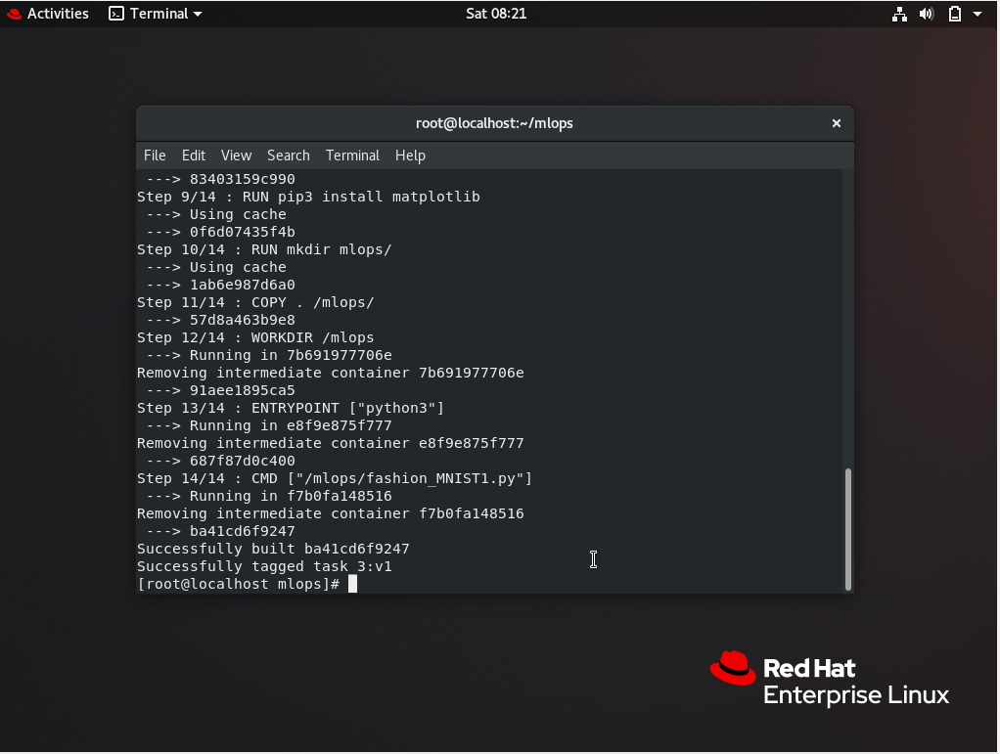 Activities Terminal Sat 08:21
root@localhost:~/mlops
File Edit View Search Terminal Help
---> 83403159c990
Step 9/14 : RUN pip3 install matplotlib
---> Using cache
---> 0f6d07435f4b
Step 10/14 : RUN mkdir mlops/
---> Using cache
---> 1ab6e987d6a0
Step 11/14 : COPY . /mlops/
---> 57d8a463b9e8
Step 12/14 : WORKDIR /mlops
---> Running in 7b691977706e
Removing intermediate container 7b691977706e
---> 91aee1895ca5
Step 13/14 : ENTRYPOINT ["python3"]
---> Running in e8f9e875f777
Removing intermediate container e8f9e875f777
---> 687f87d0c400
Step 14/14 : CMD ["/mlops/fashion_MNIST1.py"]
---> Running in f7b0fa148516
Removing intermediate container f7b0fa148516
---> ba41cd6f9247
Successfully built ba41cd6f9247
Successfully tagged task_3:v1
[root@localhost mlops]#
Red Hat
Enterprise Linux